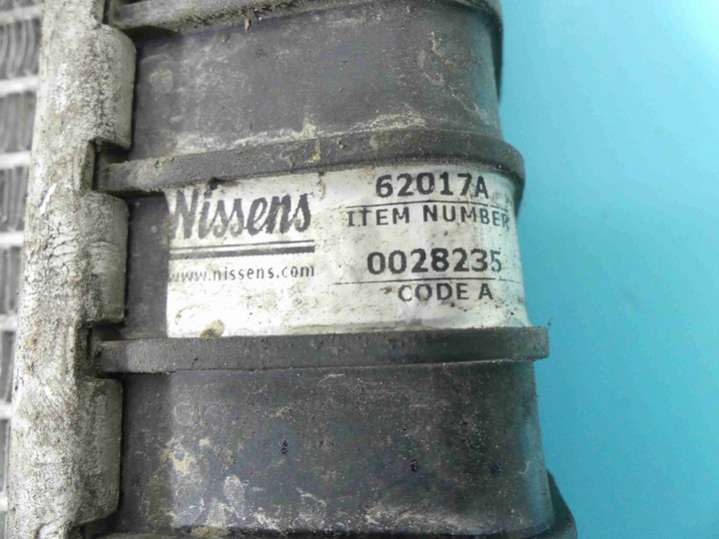 Nissens
www.nissens.com
62017A
ITEM NUMBER
0028235
CODE A